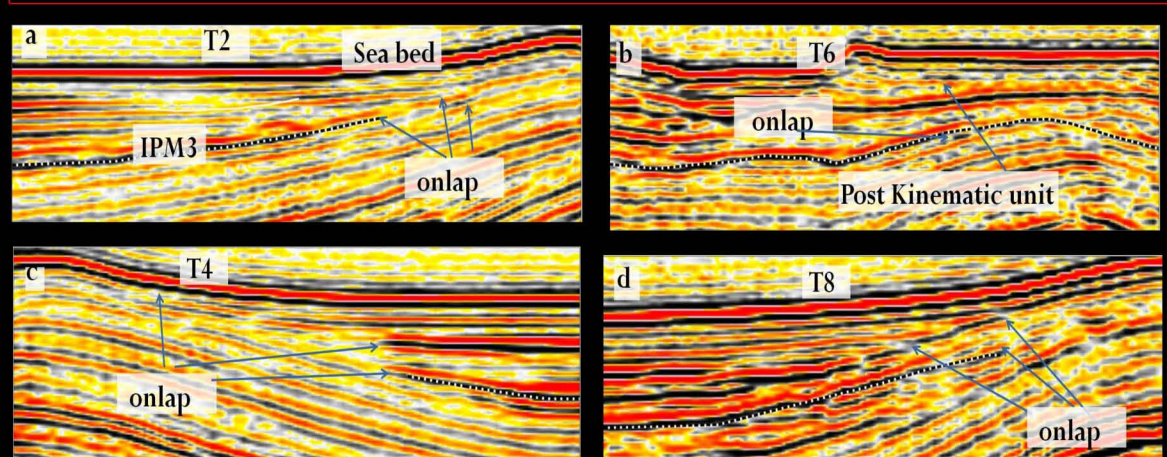 a
T2
Sea bed
IPM3
onlap
b
T6
onlap
Post Kinematic unit
c
T4
onlap
d
T8
onlap